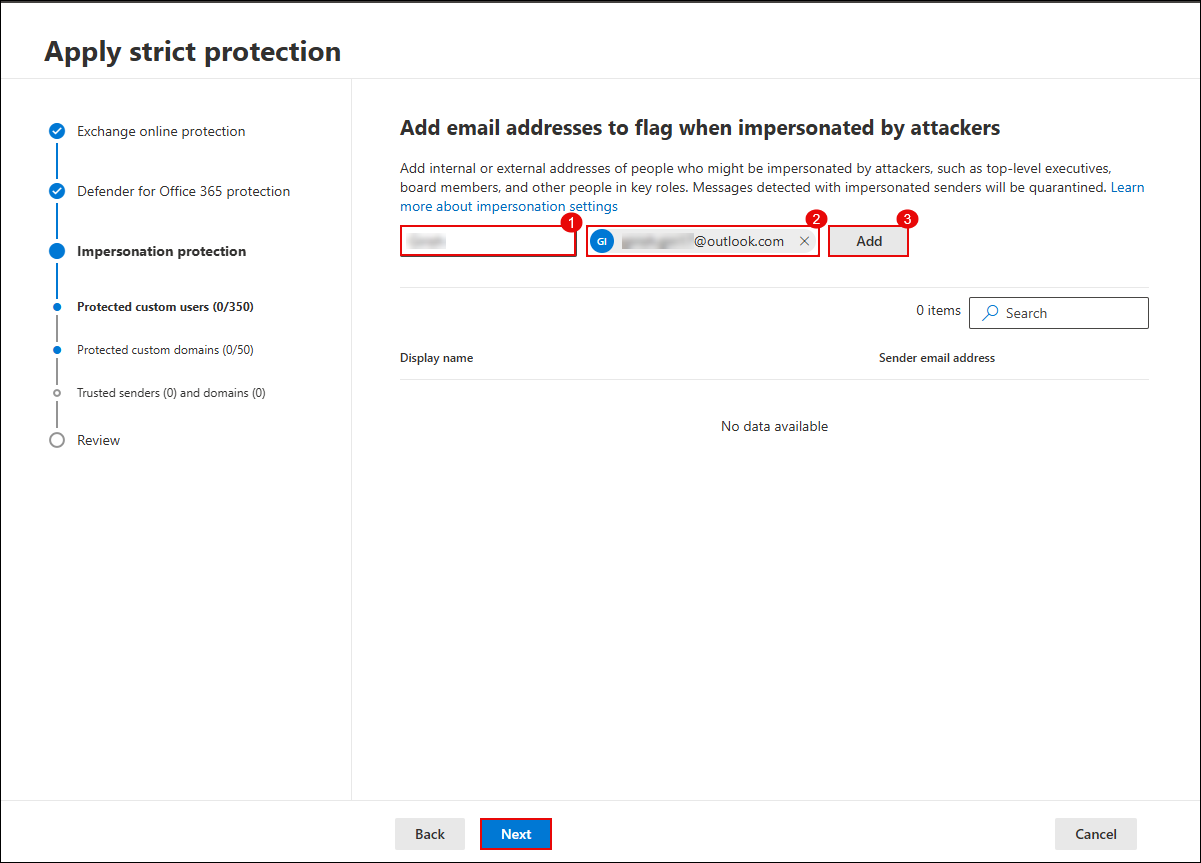 Apply strict protection
Exchange online protection
Defender for Office 365 protection
Impersonation protection
Protected custom users (0/350)
Protected custom domains (0/50)
Trusted senders (0) and domains (0)
Review
Add email addresses to flag when impersonated by attackers
Add internal or external addresses of people who might be impersonated by attackers, such as top-level executives,
board members, and other people in key roles. Messages detected with impersonated senders will be quarantined. Learn
more about impersonation settings
1 2 3
GI @outlook.com Add
0 items Search
Display name Sender email address
No data available
Back Next Cancel